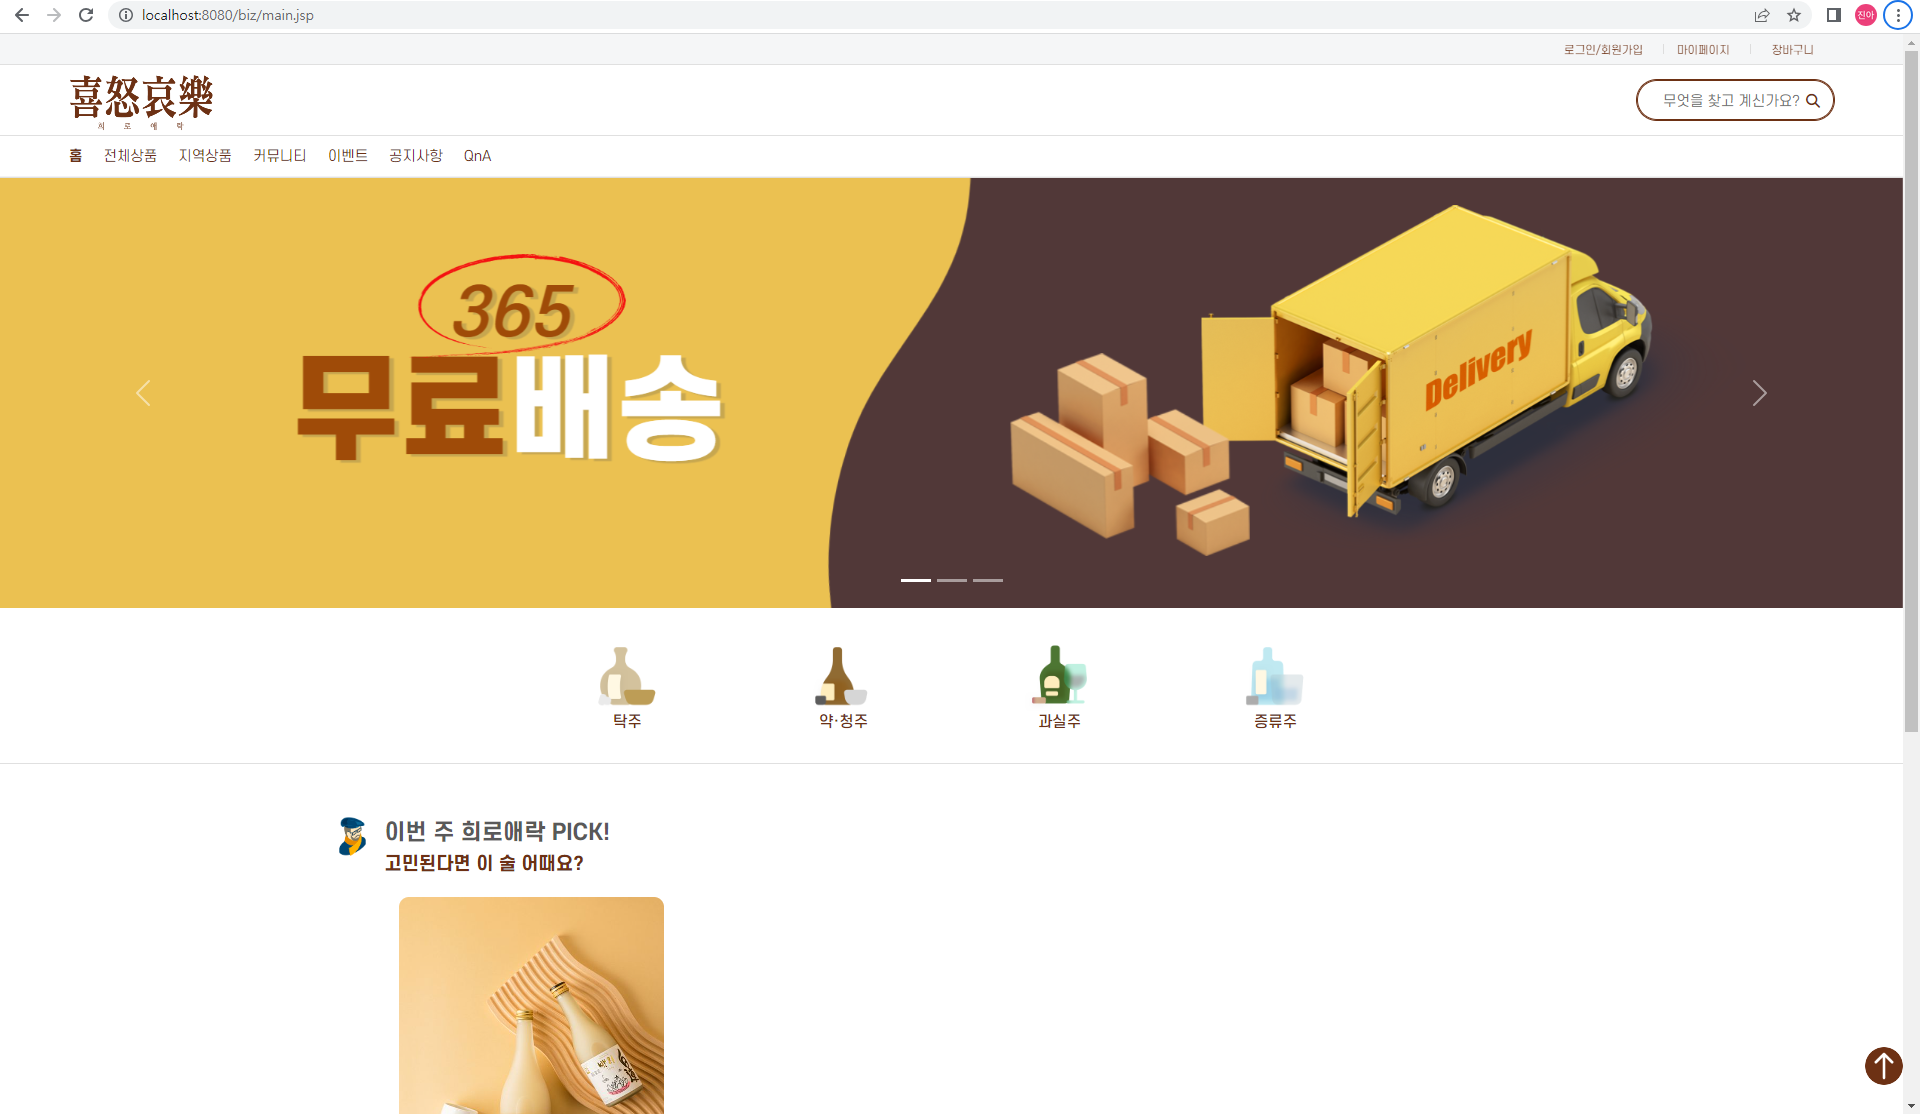 localhost:8080/biz/main.jsp
진아
로그인/회원가입 마이페이지 장바구니
喜怒哀樂
희로애락
무엇을 찾고 계신가요?
홈 전체상품 지역상품 커뮤니티 이벤트 공지사항 QnA
365
무료배송
Delivery
탁주 약·청주 과실주 증류주
이번 주 희로애락 PICK!
고민된다면 이 술 어때요?